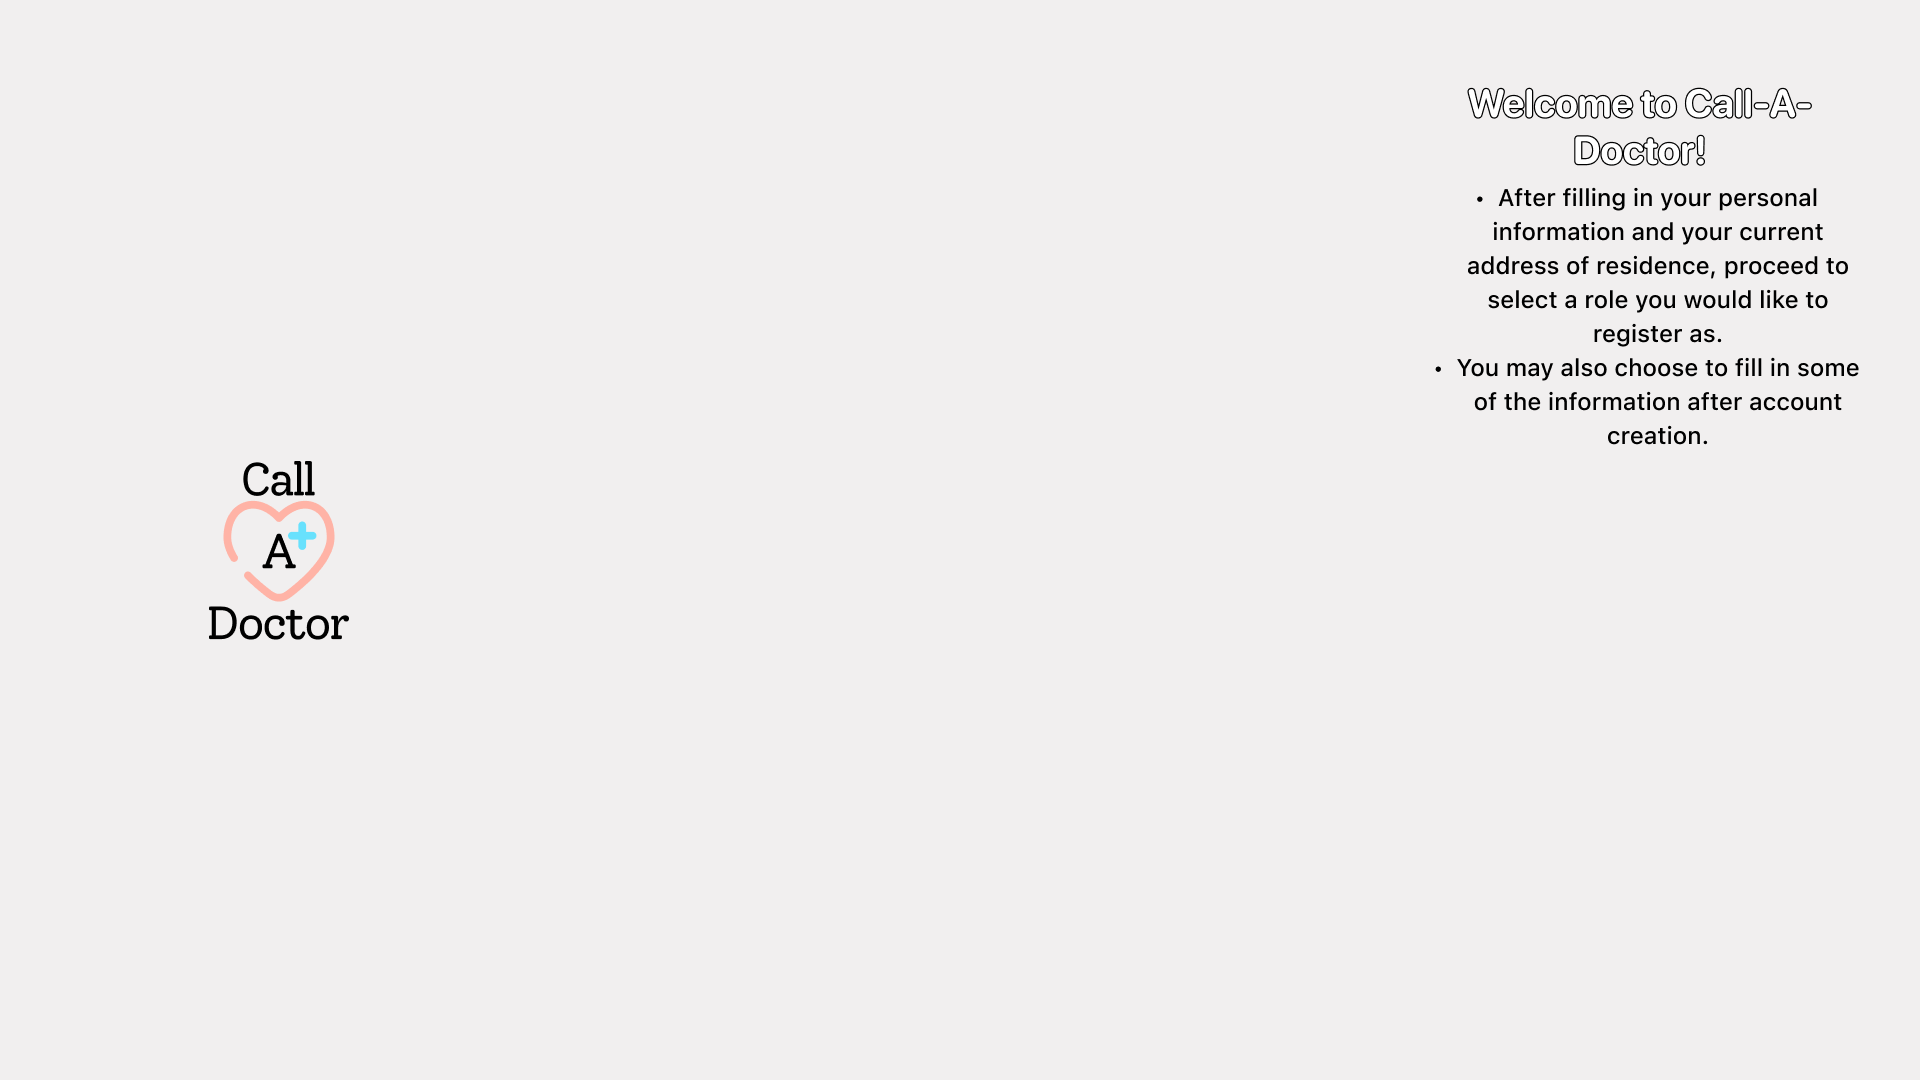 Welcome to Call-A-
Doctor!
• After filling in your personal
information and your current
address of residence, proceed to
select a role you would like to
register as.
• You may also choose to fill in some
of the information after account
creation.
Call
A
Doctor